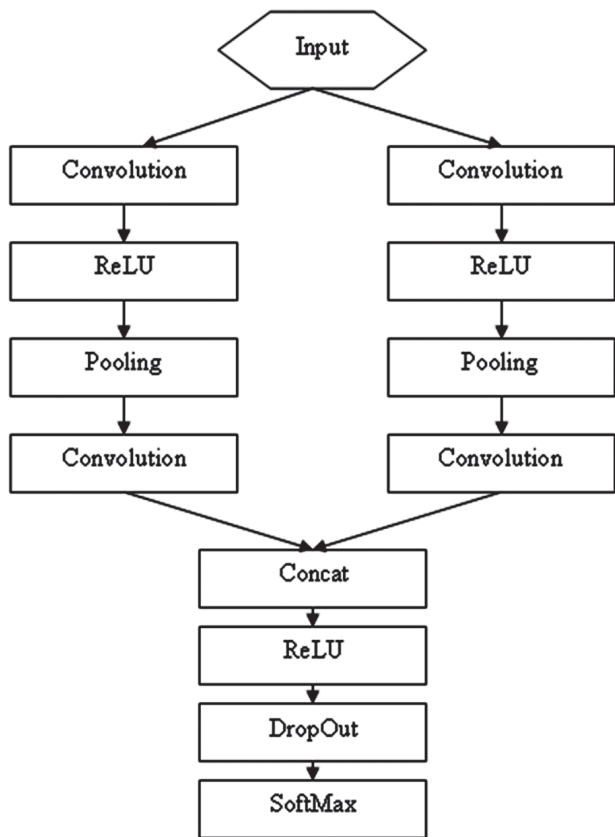 Input
Convolution
Convolution
ReLU
ReLU
Pooling
Pooling
Convolution
Convolution
Concat
ReLU
DropOut
SoftMax